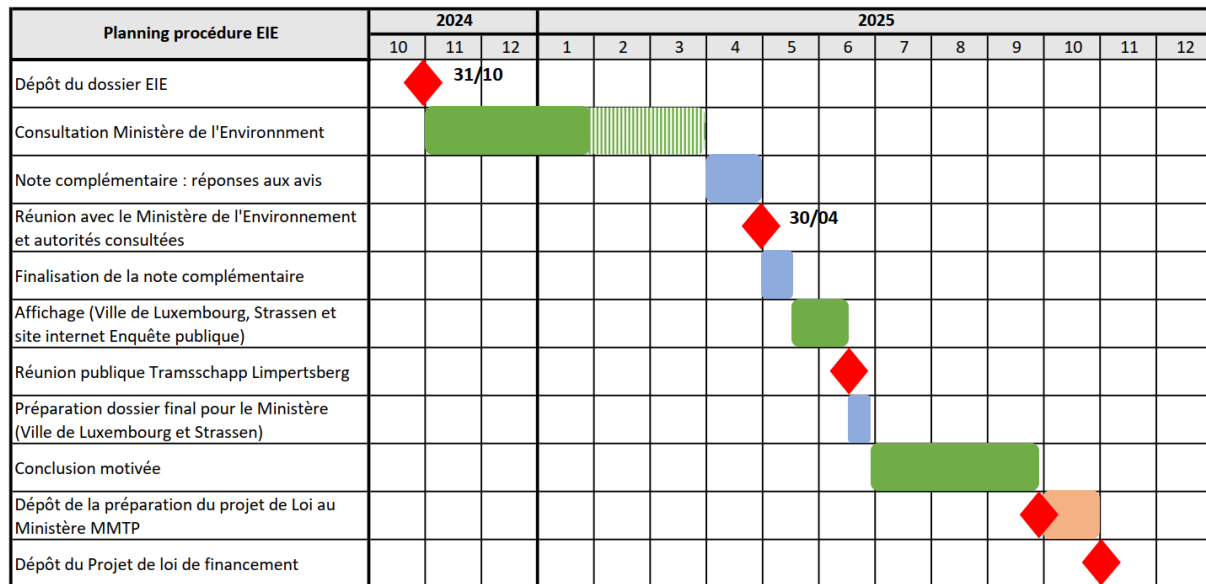 Planning procédure EIE
2024 2025
10 11 12 1 2 3 4 5 6 7 8 9 10 11 12
Dépôt du dossier EIE
31/10
Consultation Ministère de l'Environnment
Note complémentaire : réponses aux avis
Réunion avec le Ministère de l'Environnement
et autorités consultées
30/04
Finalisation de la note complémentaire
Affichage (Ville de Luxembourg, Strassen et
site internet Enquête publique)
Réunion publique Tramsschapp Limpertsberg
Préparation dossier final pour le Ministère
(Ville de Luxembourg et Strassen)
Conclusion motivée
Dépôt de la préparation du projet de Loi au
Ministère MMTP
Dépôt du Projet de loi de financement